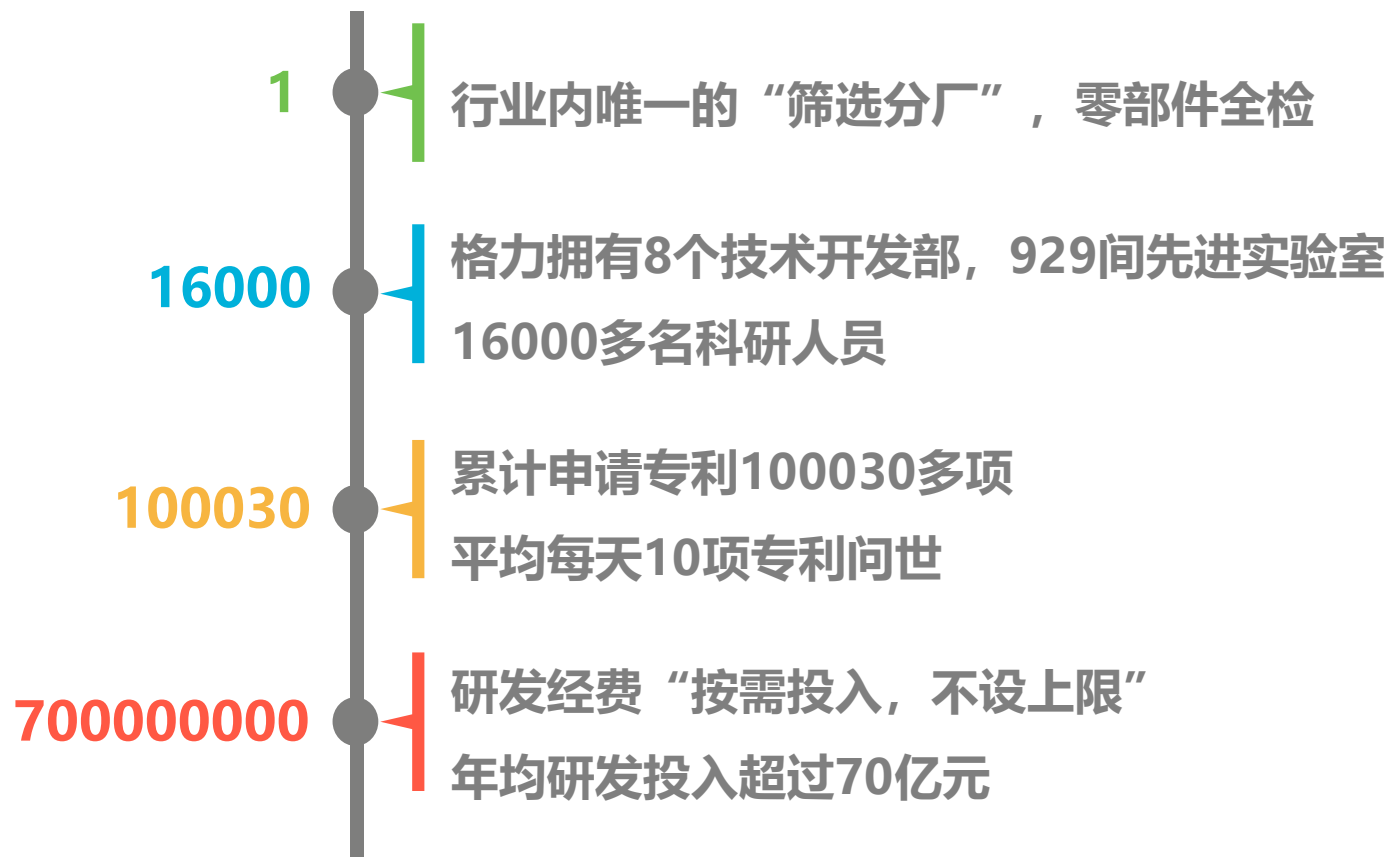 1
行业内唯一的“筛选分厂”，零部件全检
16000
格力拥有8个技术开发部，929间先进实验室
16000多名科研人员
100030
累计申请专利100030多项
平均每天10项专利问世
700000000
研发经费“按需投入，不设上限”
年均研发投入超过70亿元